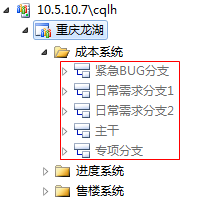 10.5.10.7\cqlh
重庆龙湖
成本系统
紧急BUG分支
日常需求分支1
日常需求分支2
主干
专项分支
进度系统
售楼系统